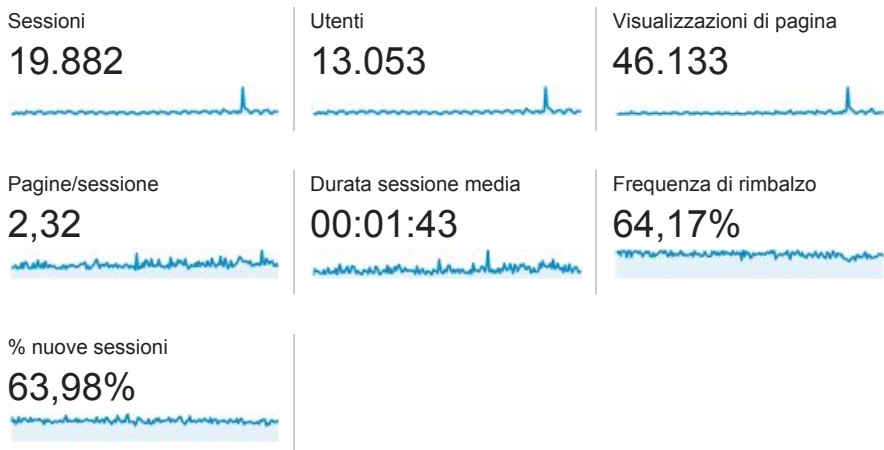 Sessioni
19.882
Utenti
13.053
Visualizzazioni di pagina
46.133
Pagine/sessione
2,32
Durata sessione media
00:01:43
Frequenza di rimbalzo
64,17%
% nuove sessioni
63,98%